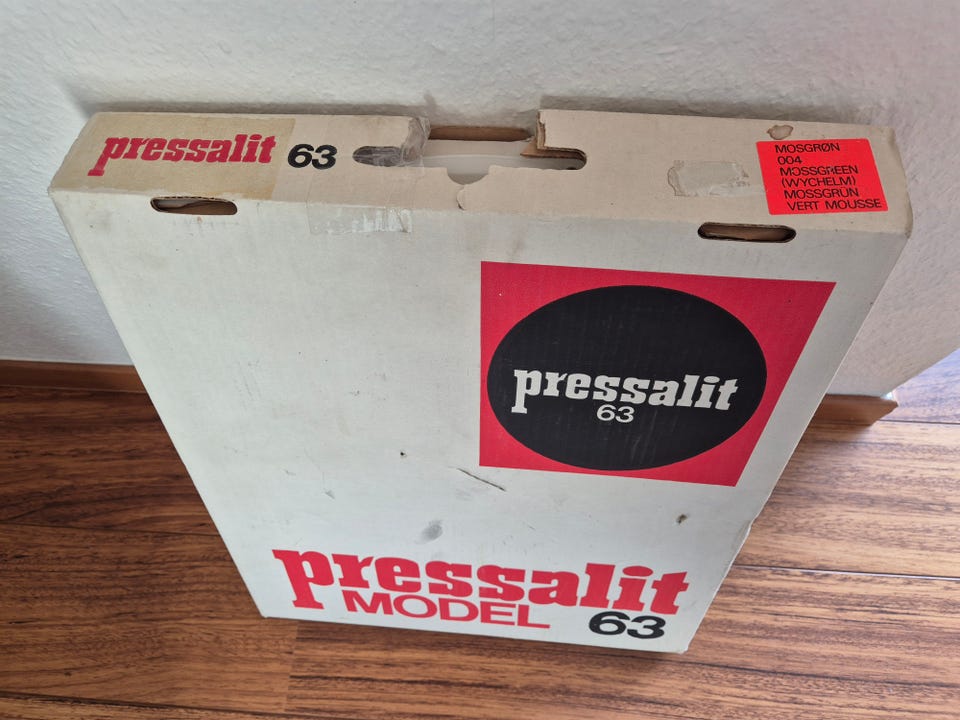 pressalit 63
MOSGRØN
004
MOSSGREEN
(WYCHELM)
MOSSGRÜN
VERT MOUSSE
pressalit
63
pressalit
MODEL 63